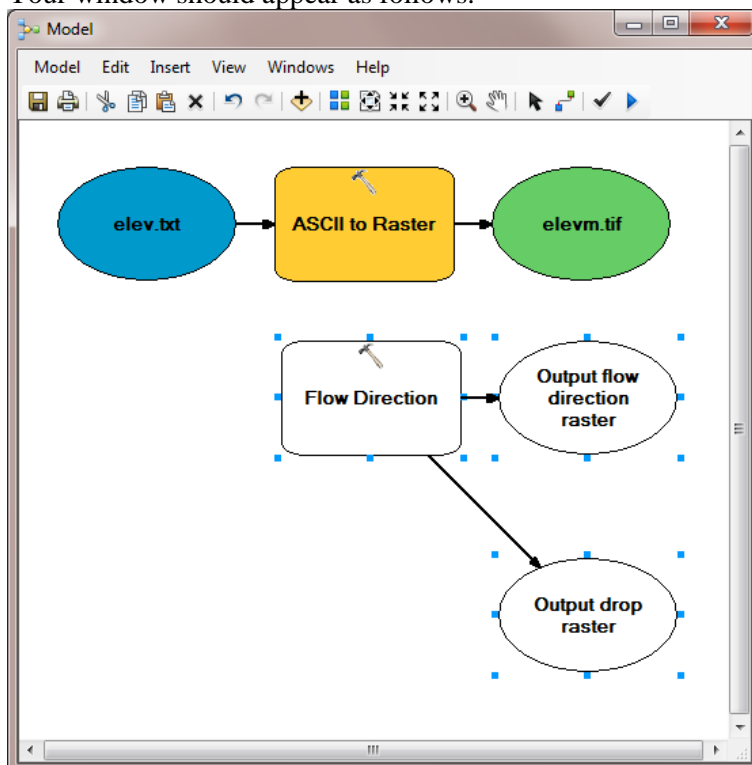 Your window should appear as follows:
Model
Model Edit Insert View Windows Help
elev.txt
ASCII to Raster
elevm.tif
Flow Direction
Output flow
direction
raster
Output drop
raster